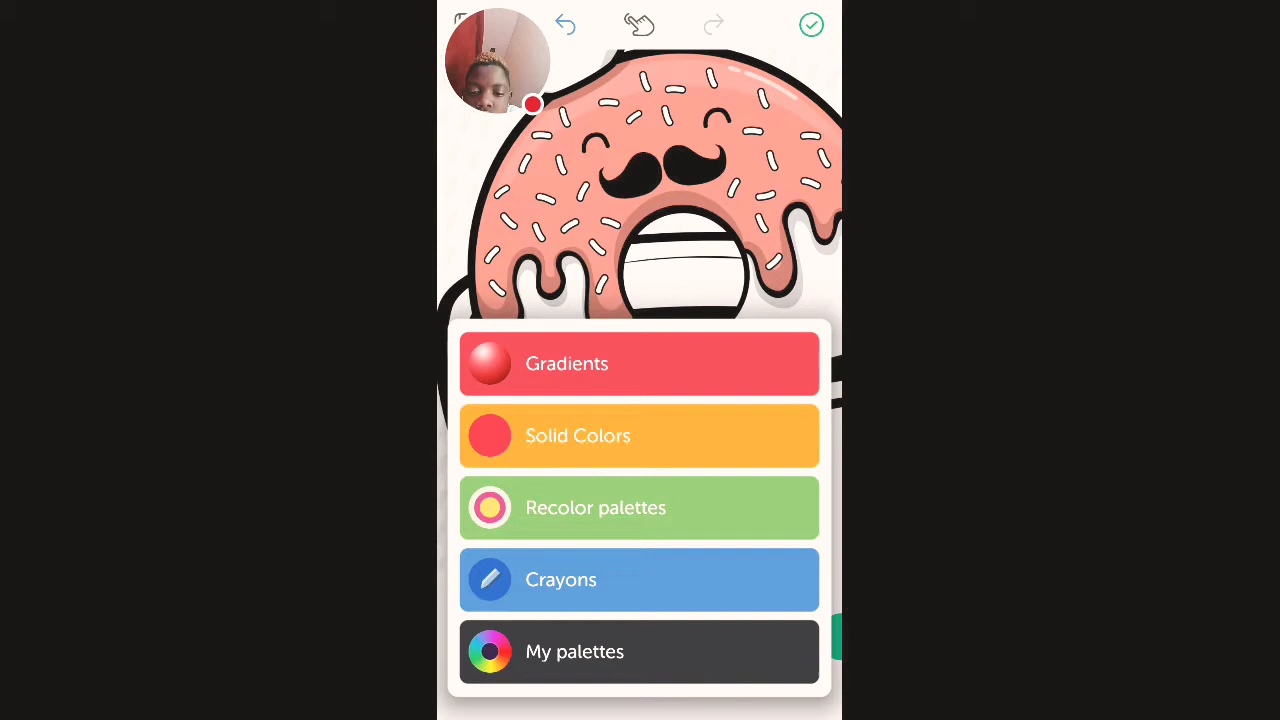 Gradients
Solid Colors
Recolor palettes
Crayons
My palettes